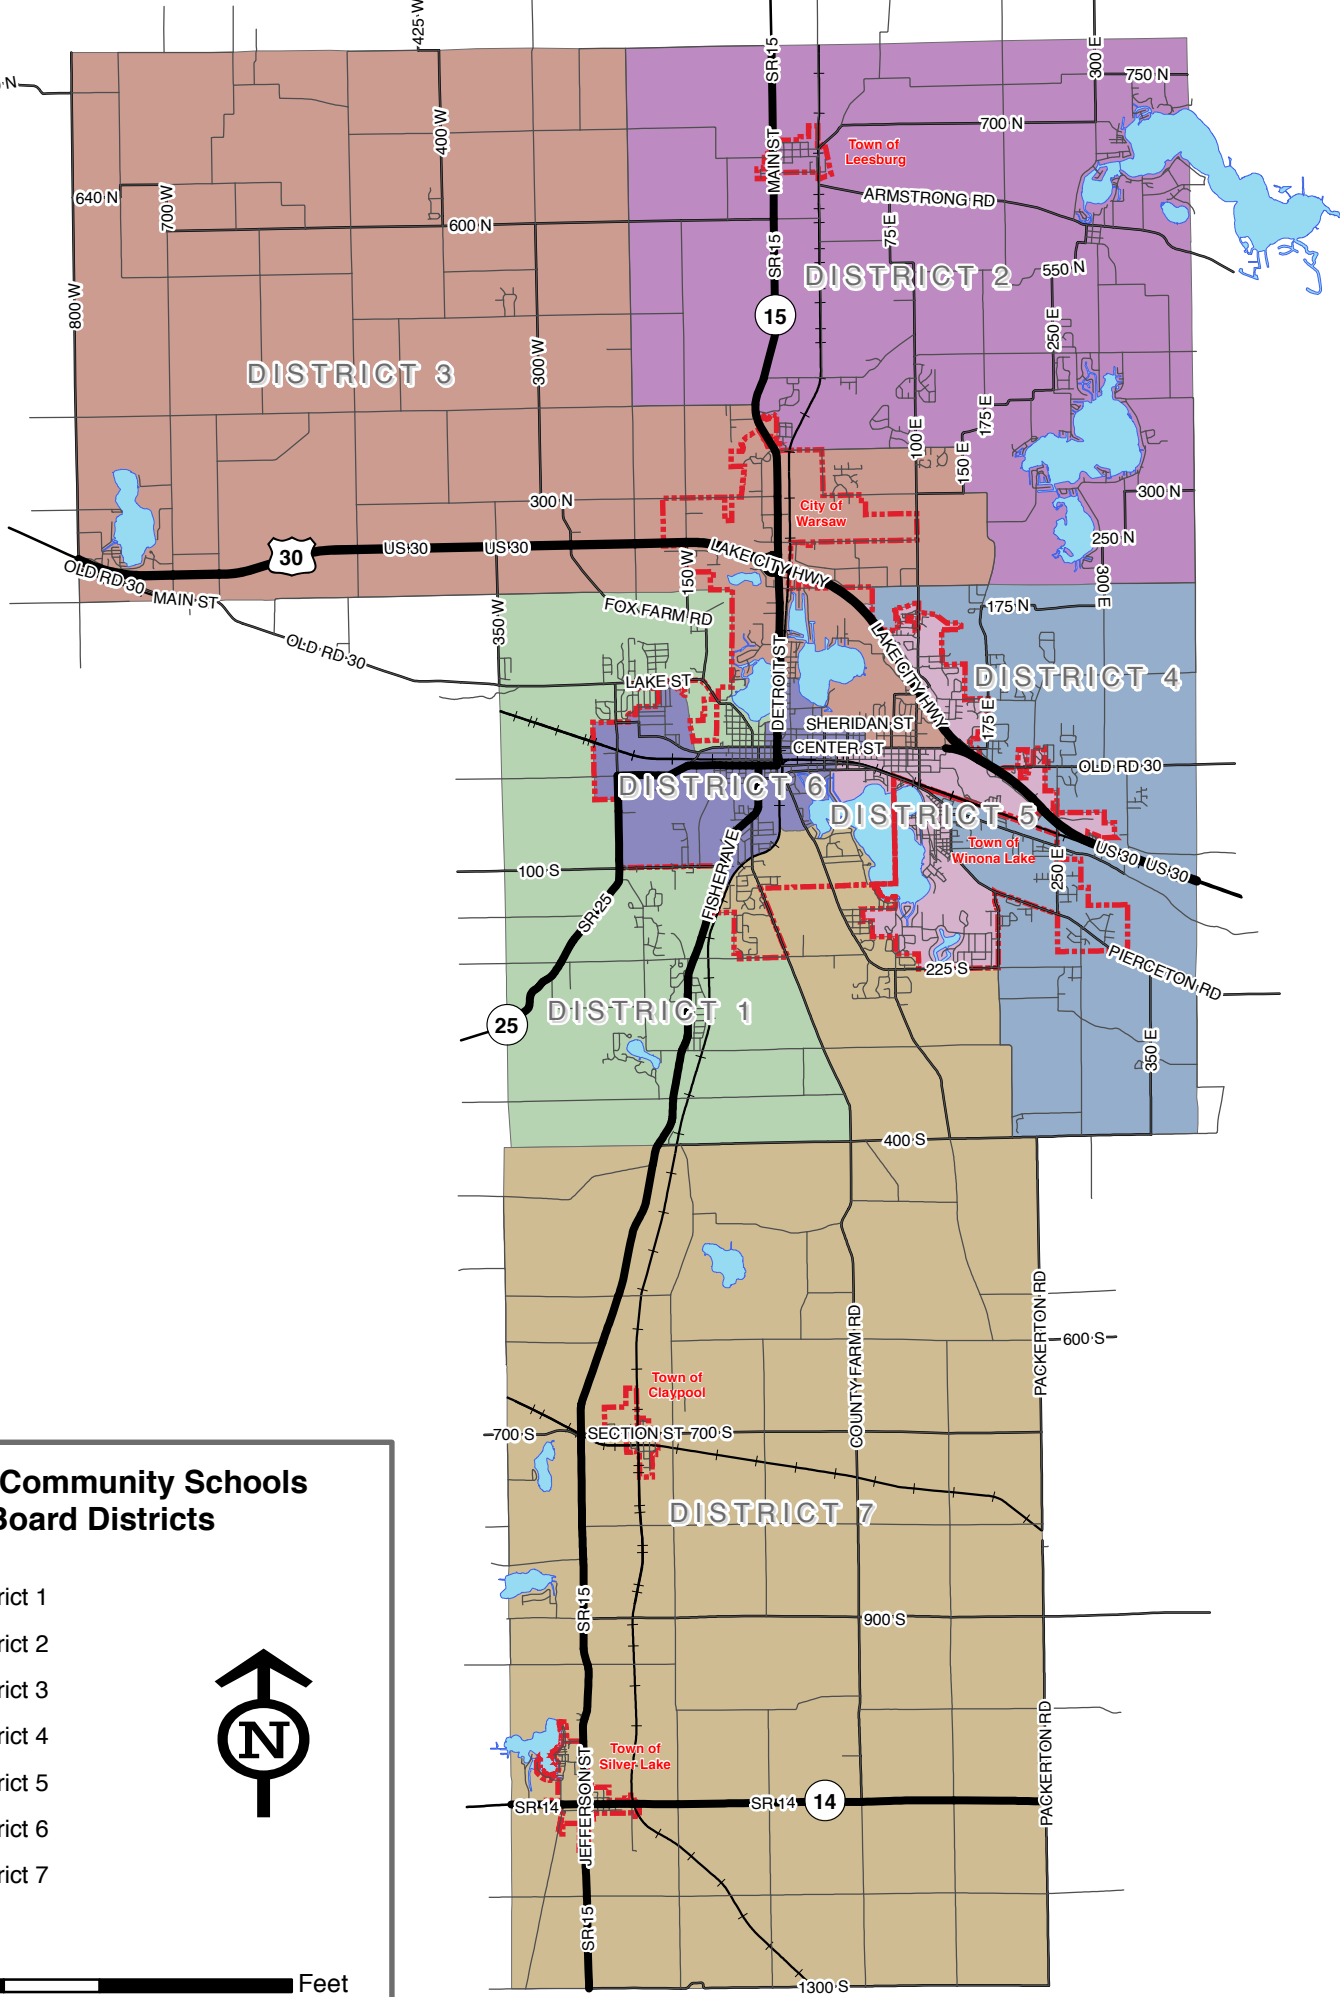 425 W
SR 15
300 E
N
750 N
700 N
400 W
MAIN ST
Town of
Leesburg
640 N
700 W
600 N
ARMSTRONG RD
75 E
SR 15
DISTRICT 2
550 N
800 W
15
250 E
300 W
DISTRICT 3
175 E
100 E
150 E
300 N
300 N
City of
Warsaw
250 N
30
US 30
US 30
LAKE CITY HWY
150 W
OLD RD 30
MAIN ST
300 E
350 W
FOX FARM RD
175 N
OLD RD 30
LAKE CITY HWY
DETROIT ST
LAKE ST
DISTRICT 4
175 E
SHERIDAN ST
CENTER ST
OLD RD 30
DISTRICT 6
DISTRICT 5
Town of
Winona Lake
US 30
US 30
250 E
100 S
FISHER AVE
SR 25
225 S
PIERCETON RD
DISTRICT 1
25
350 E
400 S
PACKERTON RD
600 S
COUNTY FARM RD
Town of
Claypool
700 S
SECTION ST
700 S
DISTRICT 7
SR 15
900 S
Town of
Silver Lake
JEFFERSON ST
SR 14
SR 14
14
PACKERTON RD
SR 15
1300 S
Community Schools
Board Districts
rict 1
rict 2
rict 3
rict 4
rict 5
rict 6
rict 7
N
Feet